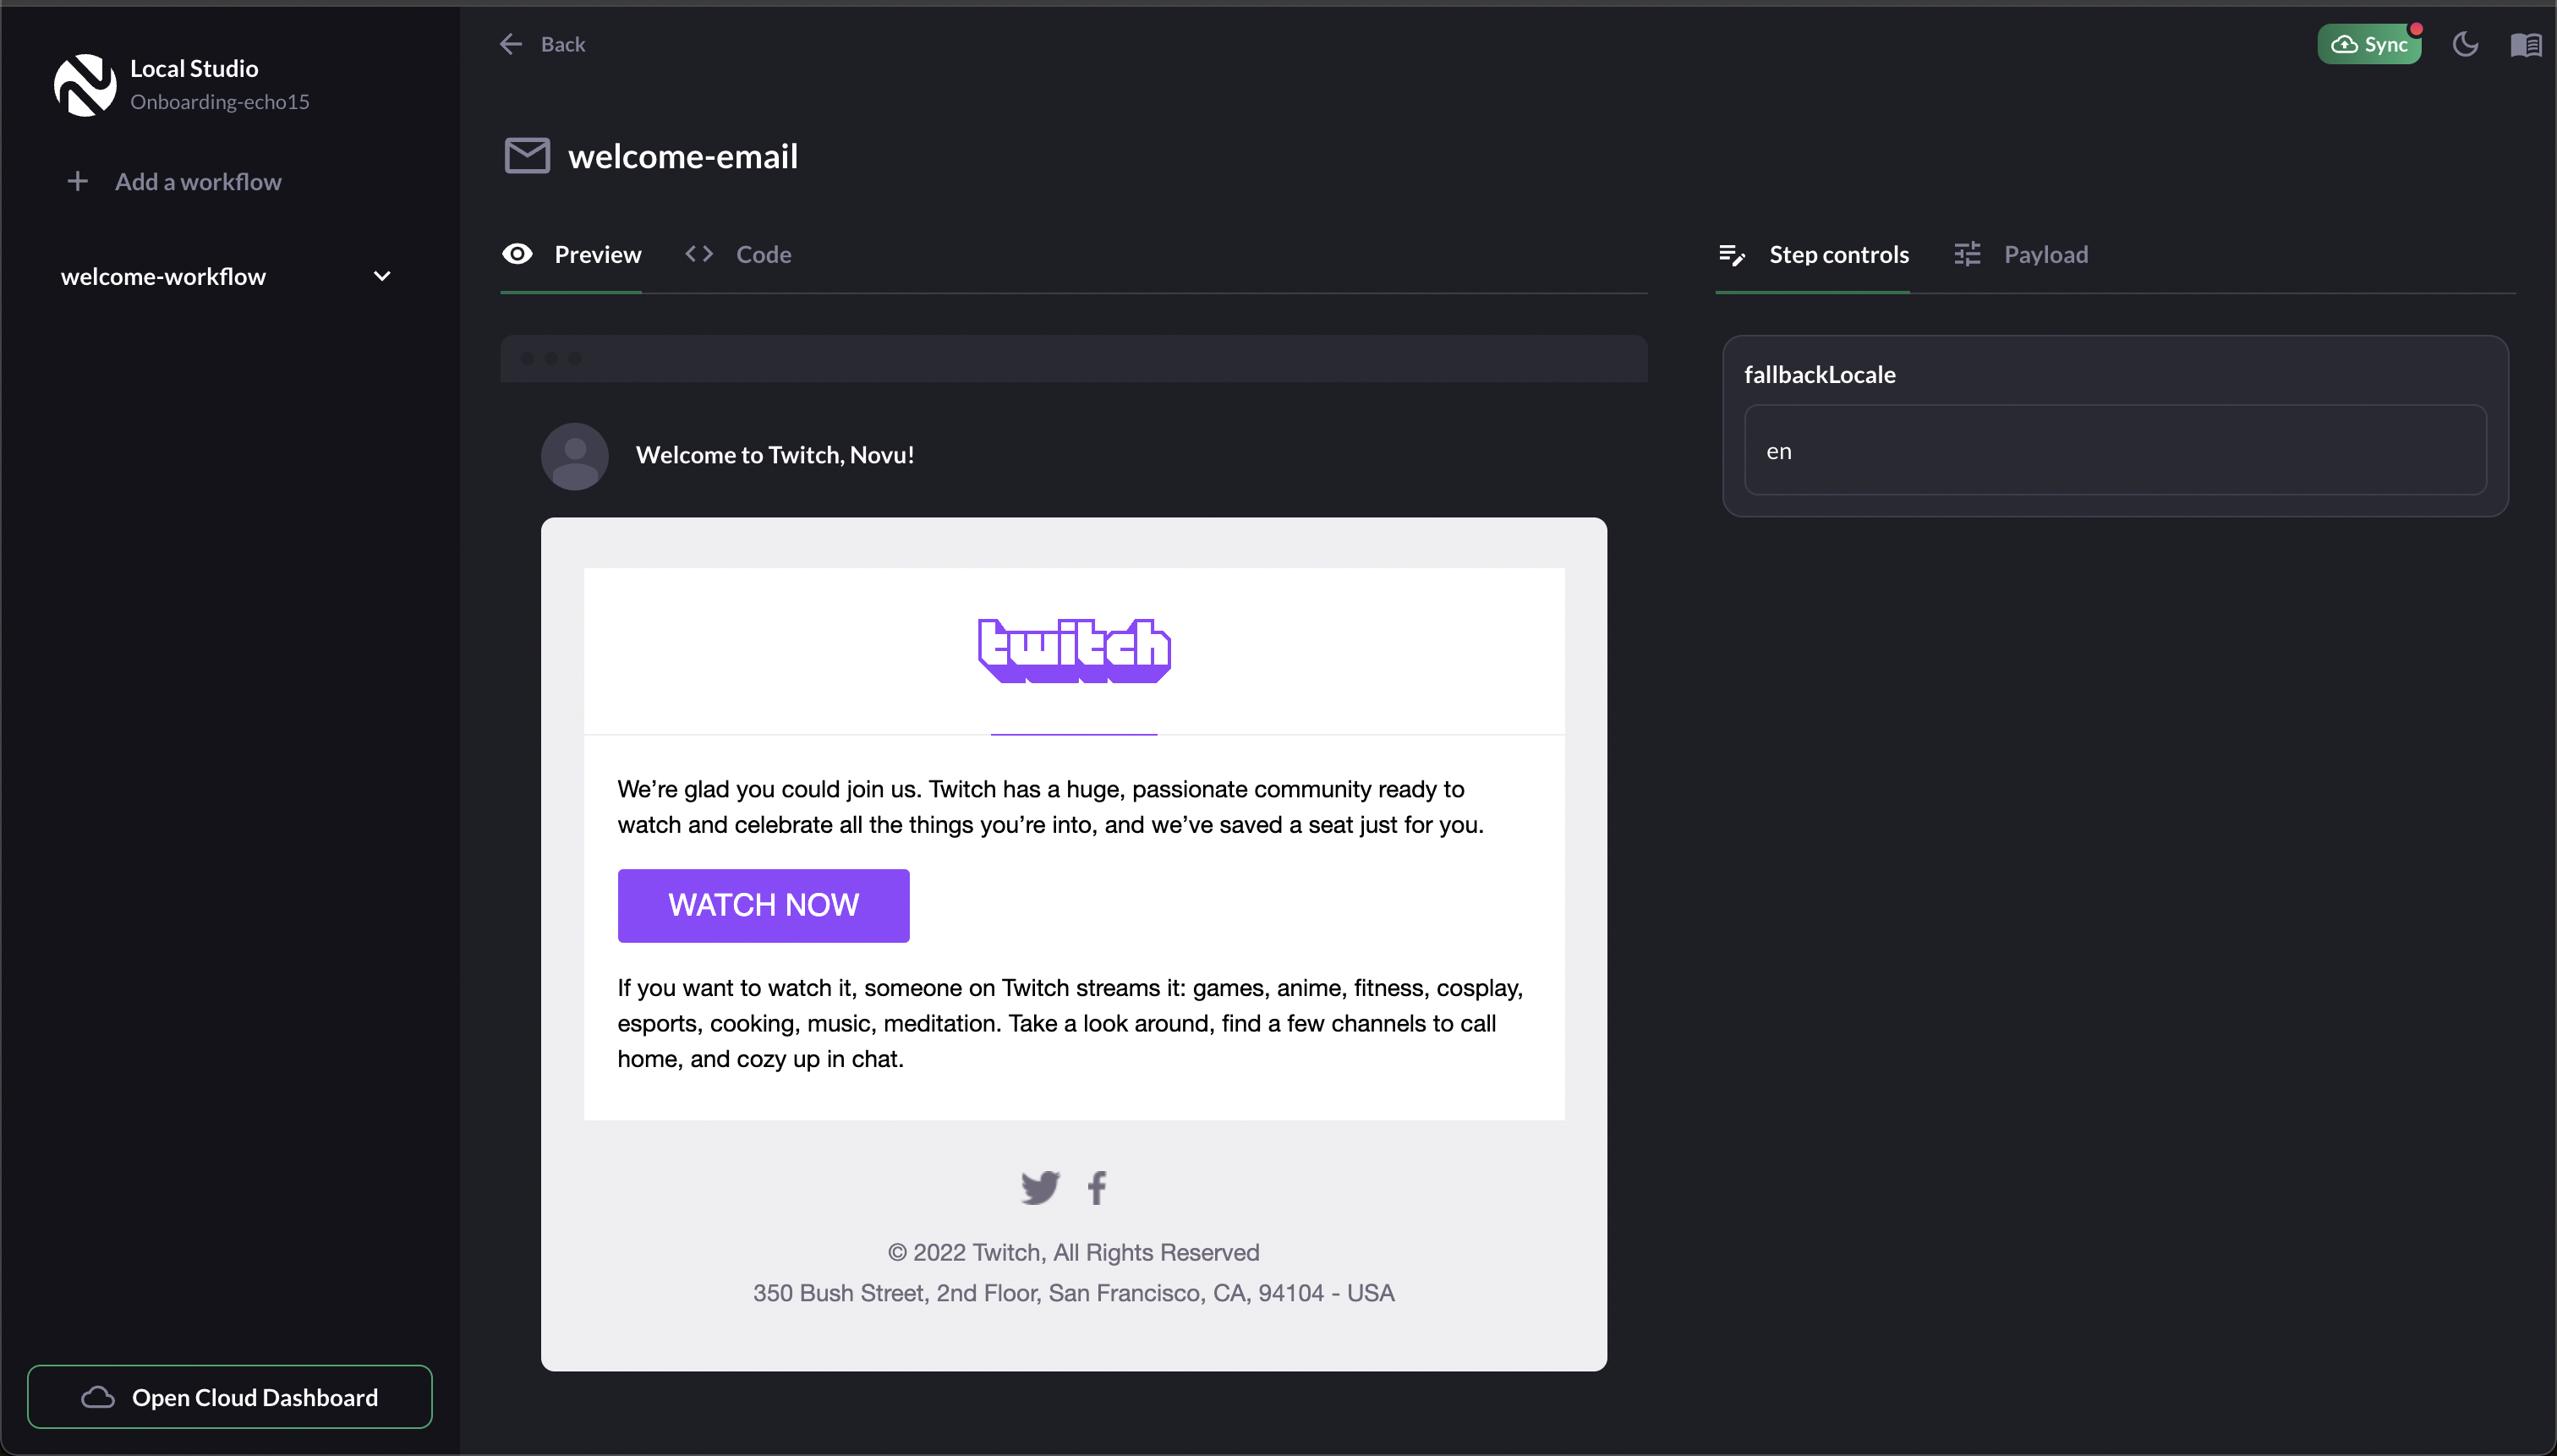 Local Studio
Onboarding-echo15
Add a workflow
welcome-workflow
Open Cloud Dashboard
Back
Sync
welcome-email
Preview
Code
Step controls
Payload
fallbackLocale
en
Welcome to Twitch, Novu!
twitch
We’re glad you could join us. Twitch has a huge, passionate community ready to
watch and celebrate all the things you’re into, and we’ve saved a seat just for you.
WATCH NOW
If you want to watch it, someone on Twitch streams it: games, anime, fitness, cosplay,
esports, cooking, music, meditation. Take a look around, find a few channels to call
home, and cozy up in chat.
© 2022 Twitch, All Rights Reserved
350 Bush Street, 2nd Floor, San Francisco, CA, 94104 - USA